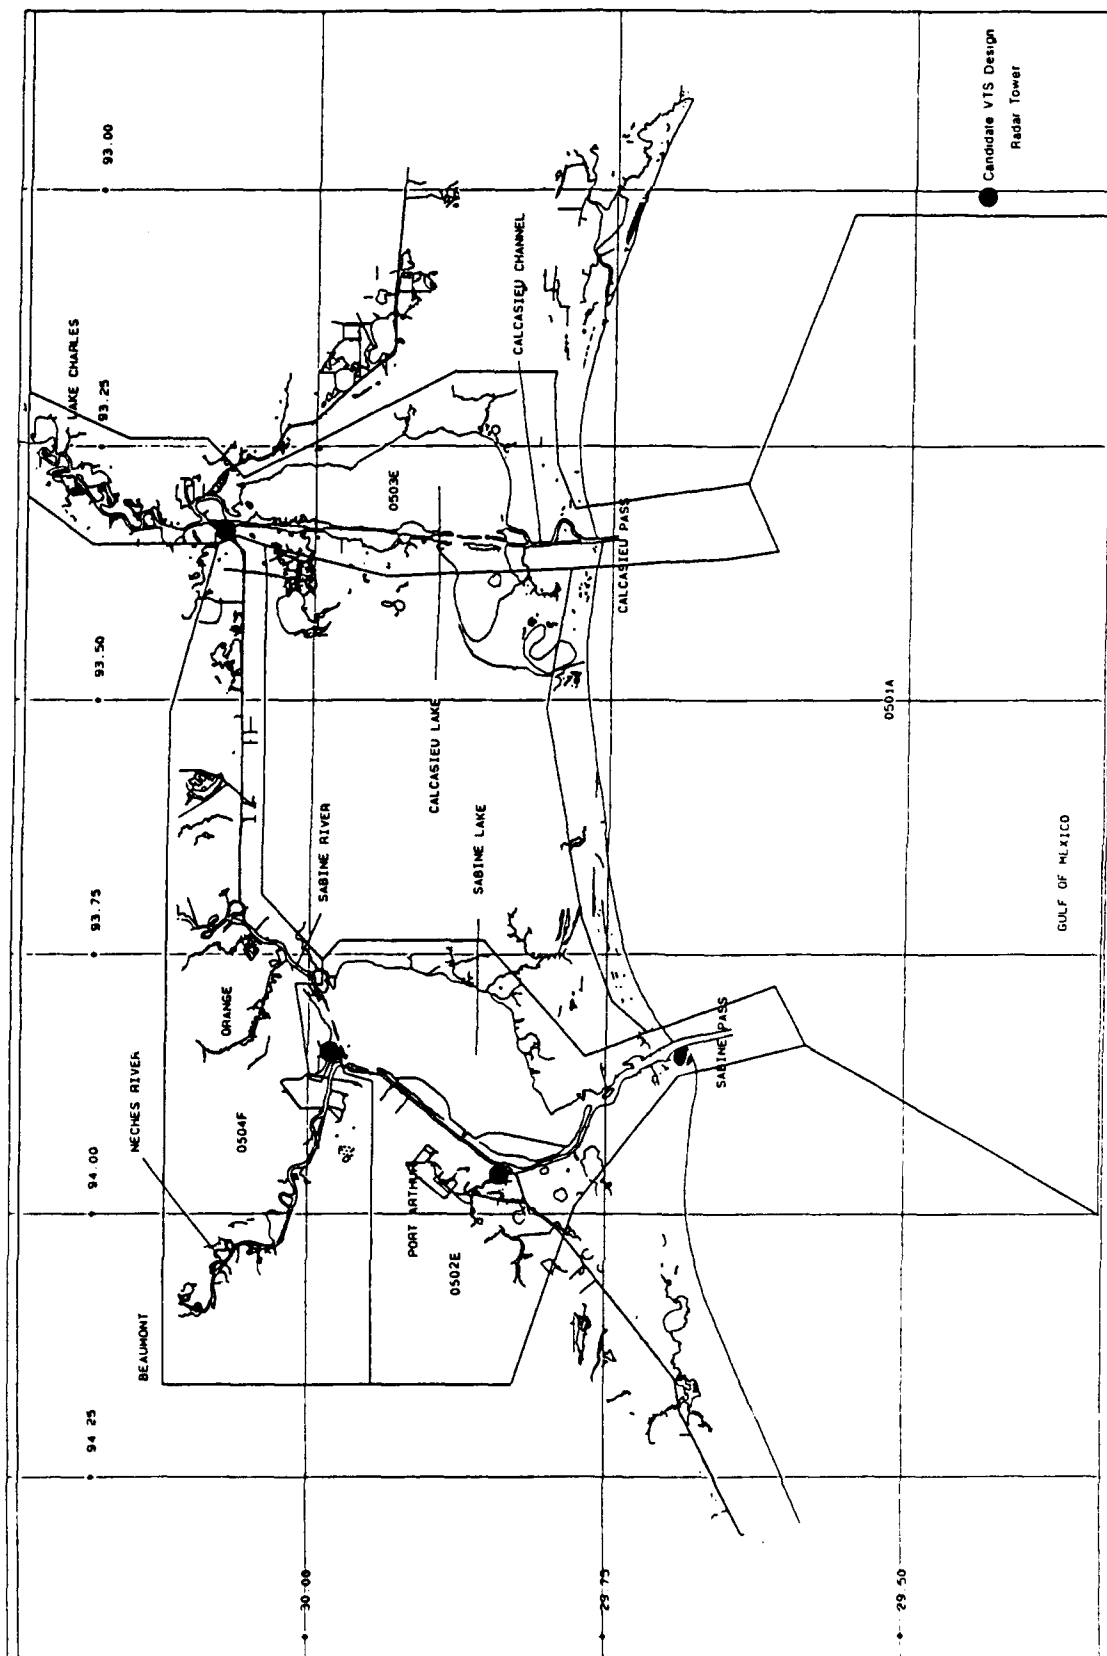 94 25
94.00
93.75
93.50
93.25
93.00
BEAUMONT
NECHES RIVER
ORANGE
0504F
SABINE RIVER
LAKE CHARLES
30.00
PORT ARTHUR
0502E
SABINE LAKE
CALCASIEU LAKE
0503E
CALCASIEU CHANNEL
29.75
SABINE PASS
CALCASIEU PASS
29.50
0501A
GULF OF MEXICO
Candidate VTS Design
Radar Tower